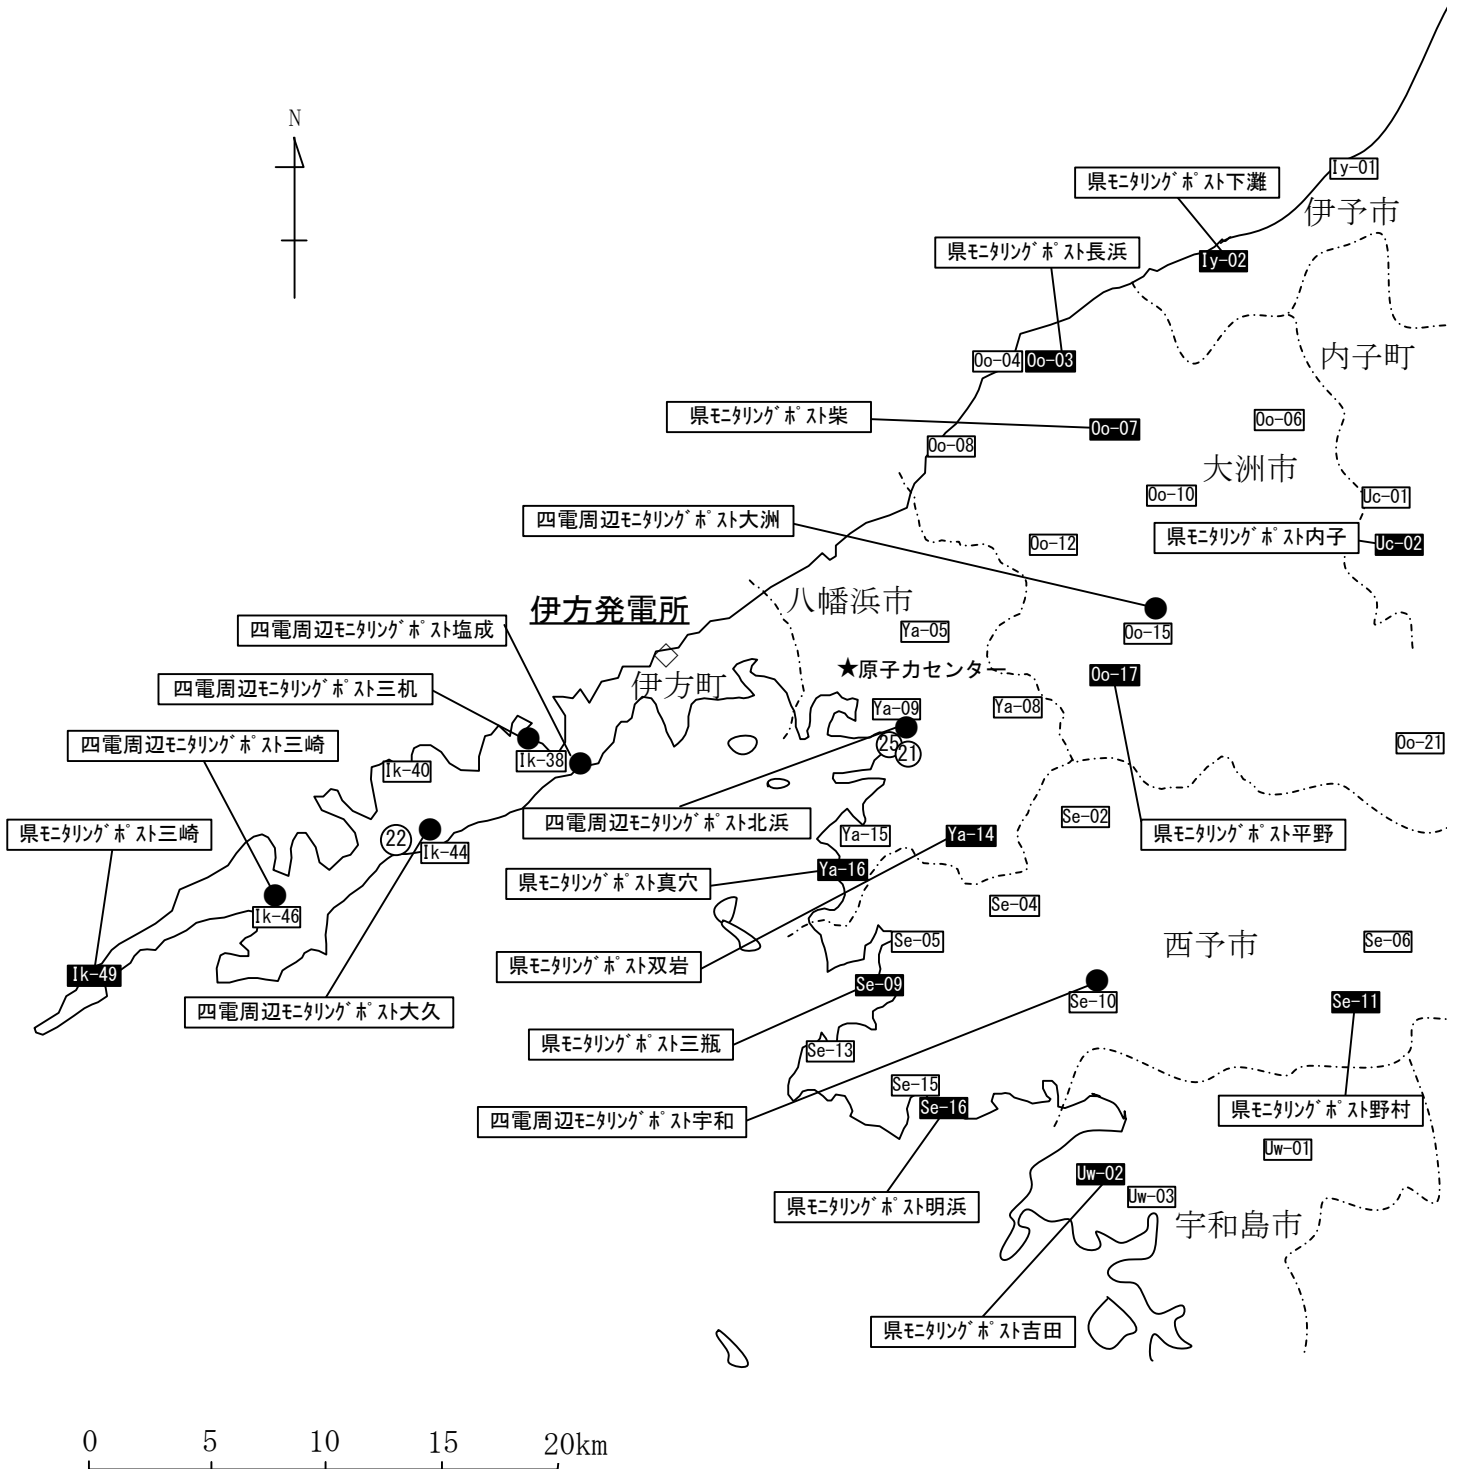 N
Iy-01
県ﾓﾆﾀﾘﾝｸﾞﾎﾟｽﾄ下灘
伊予市
県ﾓﾆﾀﾘﾝｸﾞﾎﾟｽﾄ長浜
Iy-02
内子町
Oo-04
Oo-03
県ﾓﾆﾀﾘﾝｸﾞﾎﾟｽﾄ柴
Oo-07
Oo-06
Oo-08
大洲市
Oo-10
Uc-01
四電周辺ﾓﾆﾀﾘﾝｸﾞﾎﾟｽﾄ大洲
県ﾓﾆﾀﾘﾝｸﾞﾎﾟｽﾄ内子
Uc-02
Oo-12
伊方発電所
八幡浜市
四電周辺ﾓﾆﾀﾘﾝｸﾞﾎﾟｽﾄ塩成
Ya-05
Oo-15
★原子力センター
Oo-17
伊方町
四電周辺ﾓﾆﾀﾘﾝｸﾞﾎﾟｽﾄ三机
Ya-09
Ya-08
四電周辺ﾓﾆﾀﾘﾝｸﾞﾎﾟｽﾄ三崎
25
21
Oo-21
Ik-38
Ik-40
県ﾓﾆﾀﾘﾝｸﾞﾎﾟｽﾄ三崎
四電周辺ﾓﾆﾀﾘﾝｸﾞﾎﾟｽﾄ北浜
Se-02
県ﾓﾆﾀﾘﾝｸﾞﾎﾟｽﾄ平野
22
Ik-44
Ya-15
Ya-14
県ﾓﾆﾀﾘﾝｸﾞﾎﾟｽﾄ真穴
Ya-16
Ik-46
Se-04
Se-05
西予市
Se-06
Ik-49
県ﾓﾆﾀﾘﾝｸﾞﾎﾟｽﾄ双岩
Se-09
四電周辺ﾓﾆﾀﾘﾝｸﾞﾎﾟｽﾄ大久
Se-10
Se-11
県ﾓﾆﾀﾘﾝｸﾞﾎﾟｽﾄ三瓶
Se-13
Se-15
Se-16
四電周辺ﾓﾆﾀﾘﾝｸﾞﾎﾟｽﾄ宇和
県ﾓﾆﾀﾘﾝｸﾞﾎﾟｽﾄ野村
Uw-01
Uw-02
Uw-03
県ﾓﾆﾀﾘﾝｸﾞﾎﾟｽﾄ明浜
宇和島市
県ﾓﾆﾀﾘﾝｸﾞﾎﾟｽﾄ吉田
0 5 10 15 20km